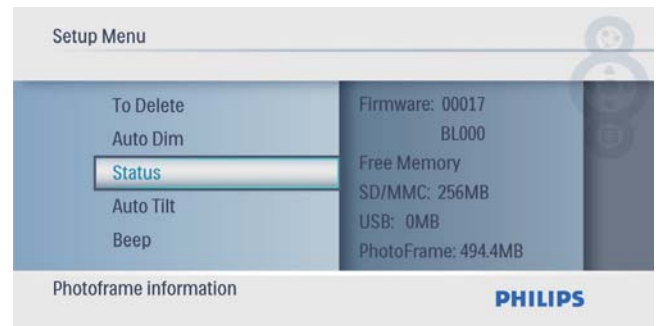 Setup Menu
To Delete
Auto Dim
Status
Auto Tilt
Beep
Firmware: 00017
BL000
Free Memory
SD/MMC: 256MB
USB: 0MB
PhotoFrame: 494.4MB
Photoframe information
PHILIPS